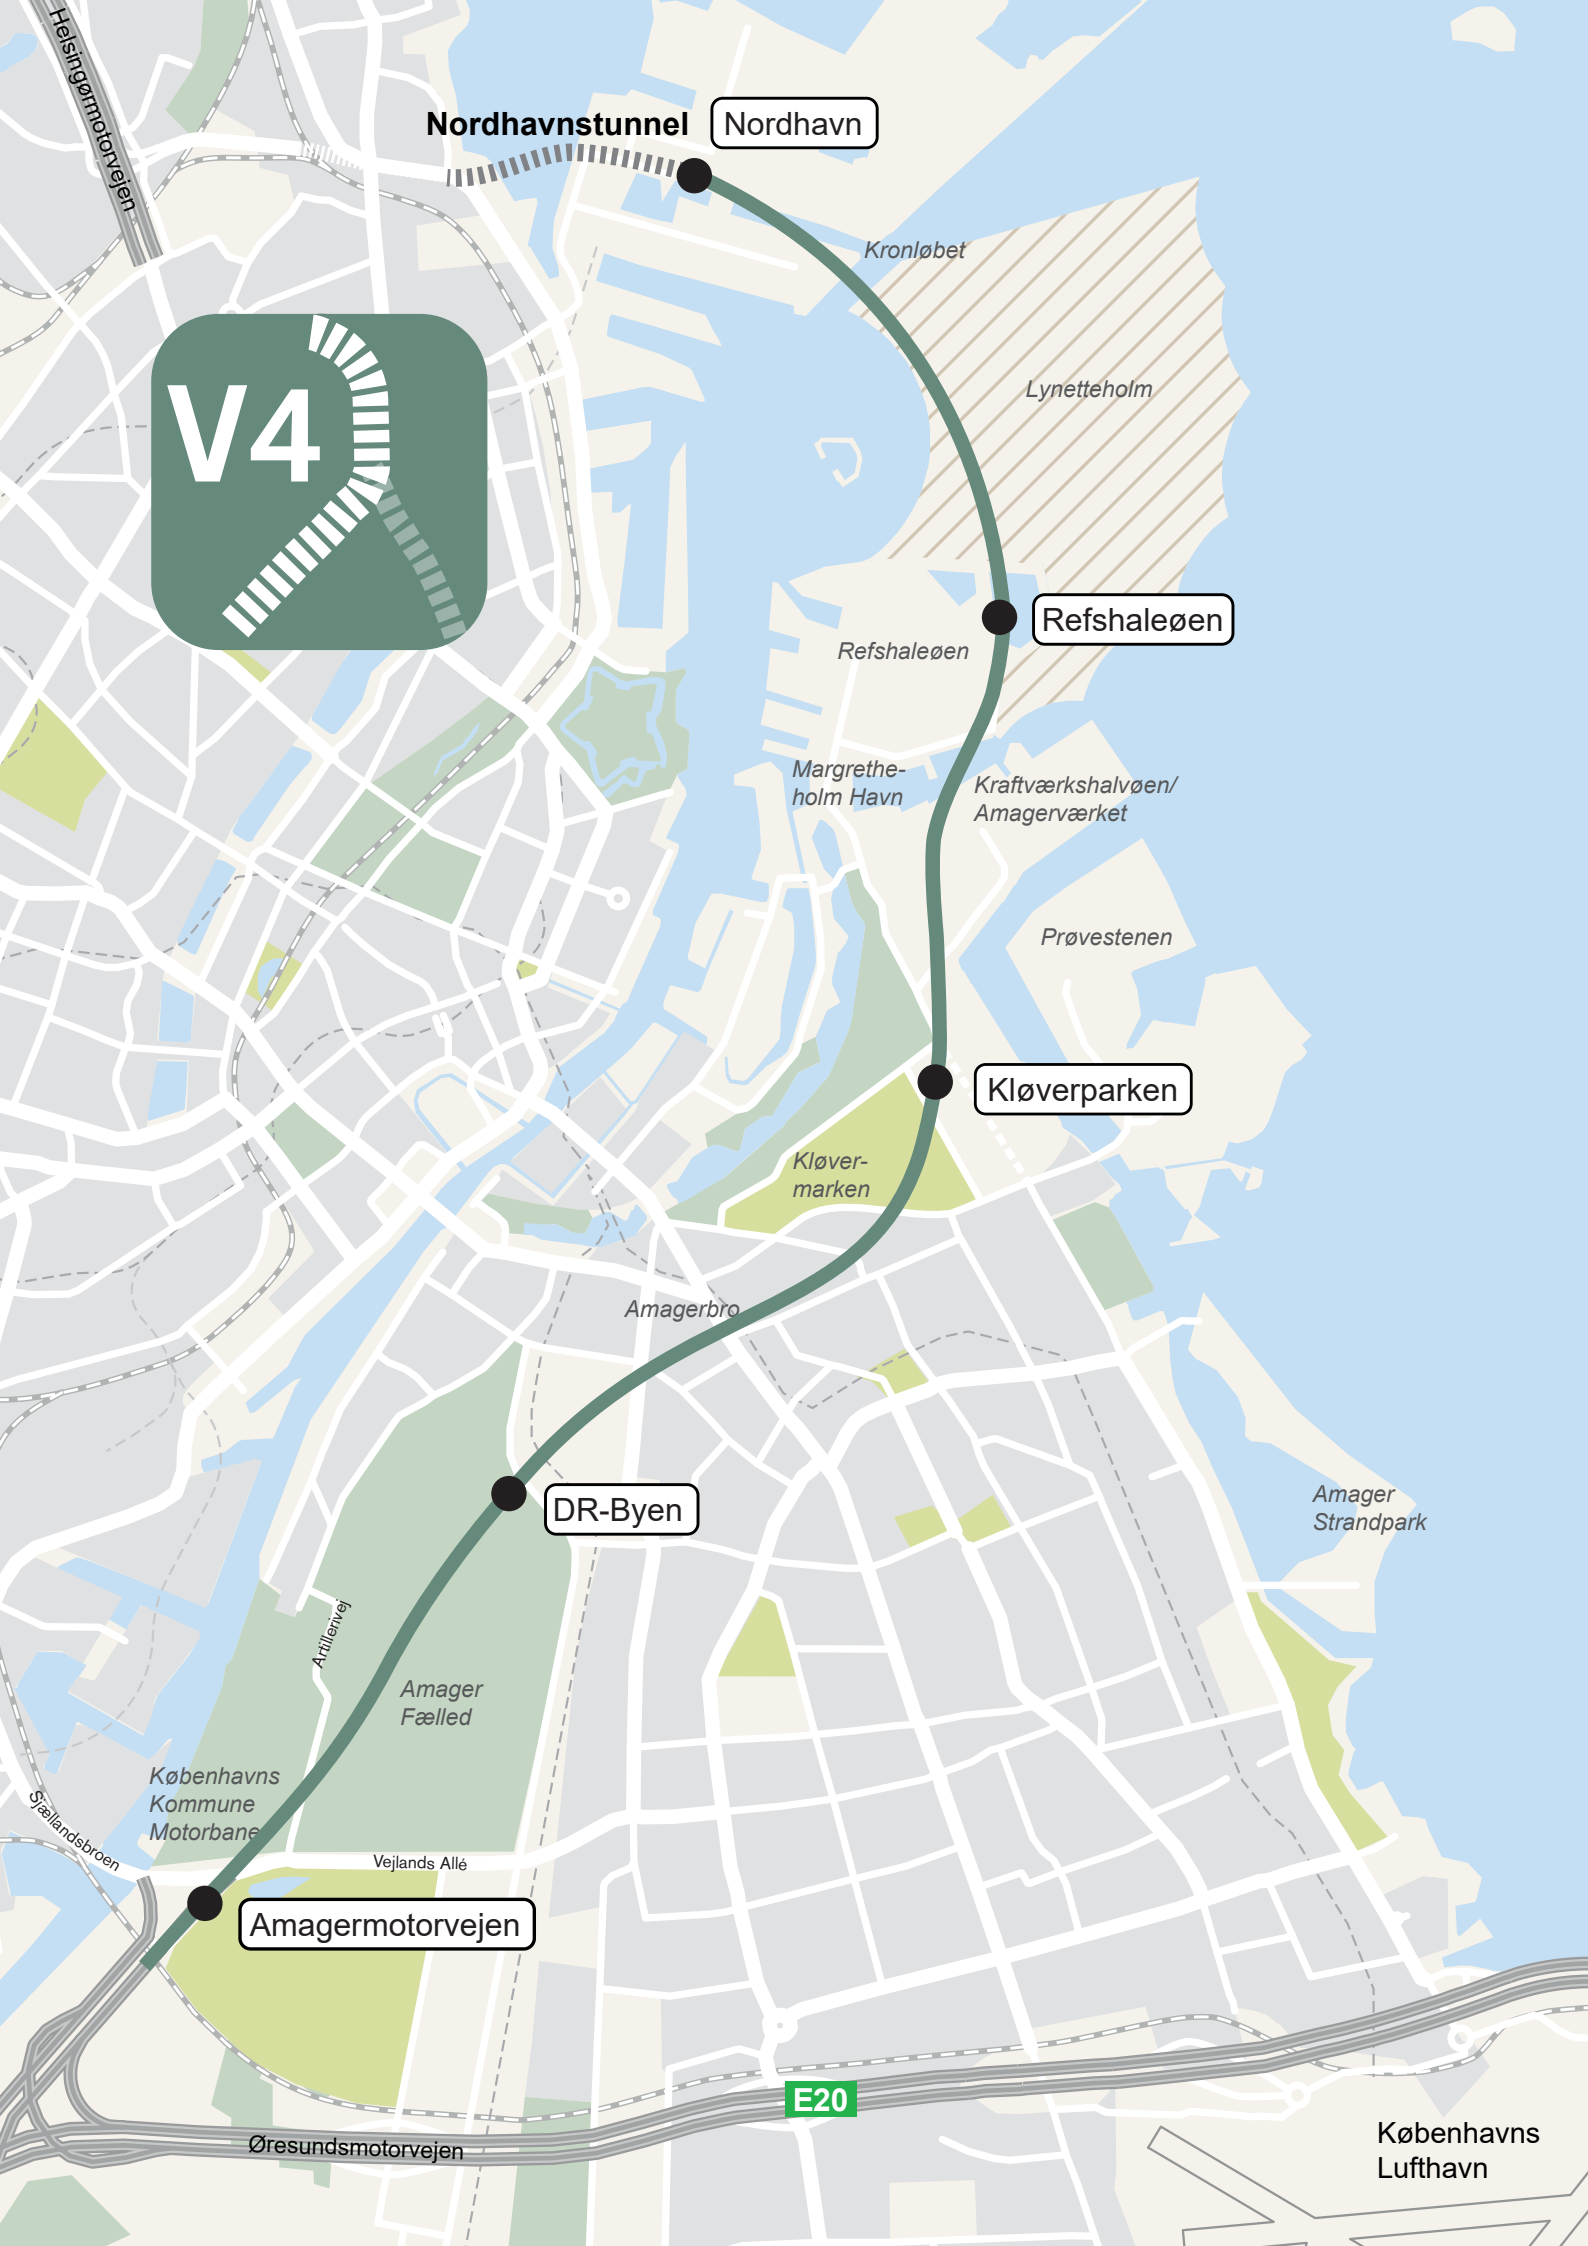 Helsingørmotorvejen
Nordhavnstunnel
Nordhavn
Kronløbet
V4
Lynetteholm
Refshaleøen
Refshaleøen
Margrethe-
holm Havn
Kraftværkshalvøen/
Amagerværket
Prøvestenen
Kløverparken
Kløver-
marken
Amagerbro
DR-Byen
Amager
Strandpark
Artillerivej
Amager
Fælled
Københavns
Kommune
Motorbane
Sjællandsbroen
Vejlands Allé
Amagermotorvejen
E20
Øresundsmotorvejen
Københavns
Lufthavn